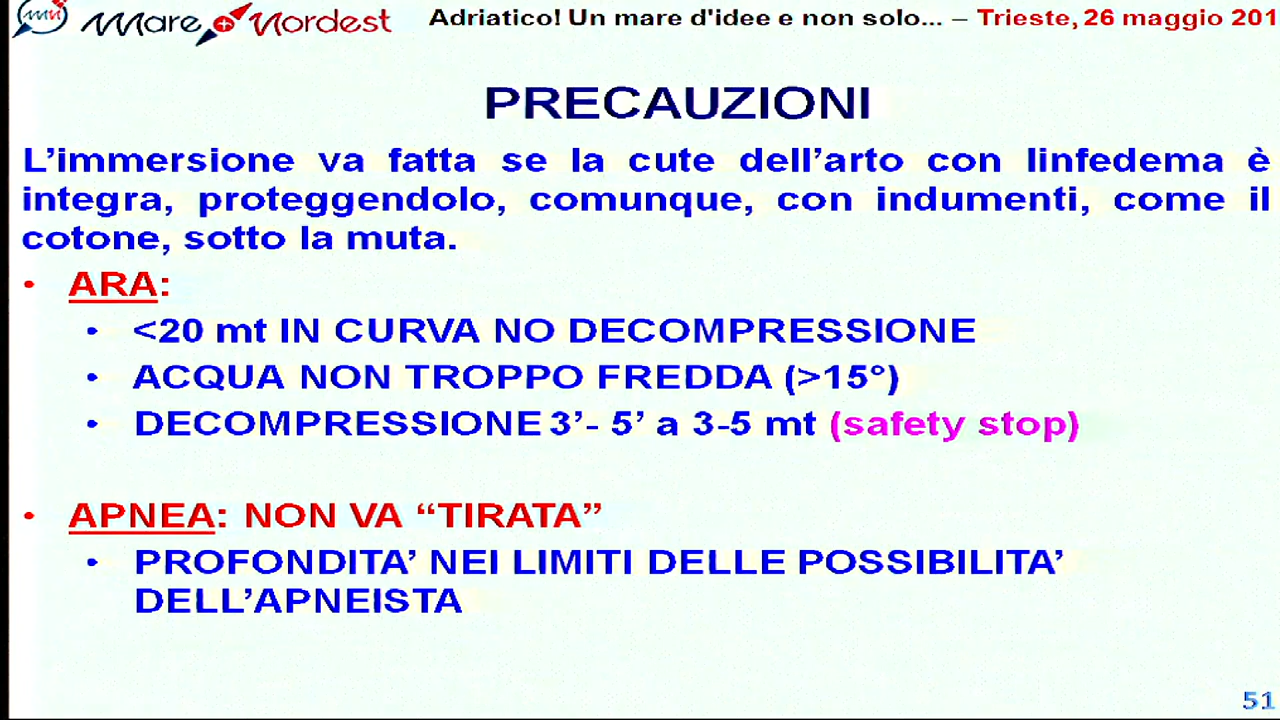 Mare Nordest
Adriatico! Un mare d'idee e non solo... – Trieste, 26 maggio 201
PRECAUZIONI
L'immersione va fatta se la cute dell'arto con linfedema è
integra, proteggendolo, comunque, con indumenti, come il
cotone, sotto la muta.
• ARA:
• <20 mt IN CURVA NO DECOMPRESSIONE
• ACQUA NON TROPPO FREDDA (>15°)
• DECOMPRESSIONE 3'- 5' a 3-5 mt (safety stop)
• APNEA: NON VA “TIRATA”
• PROFONDITA' NEI LIMITI DELLE POSSIBILITA'
DELL'APNEISTA
51